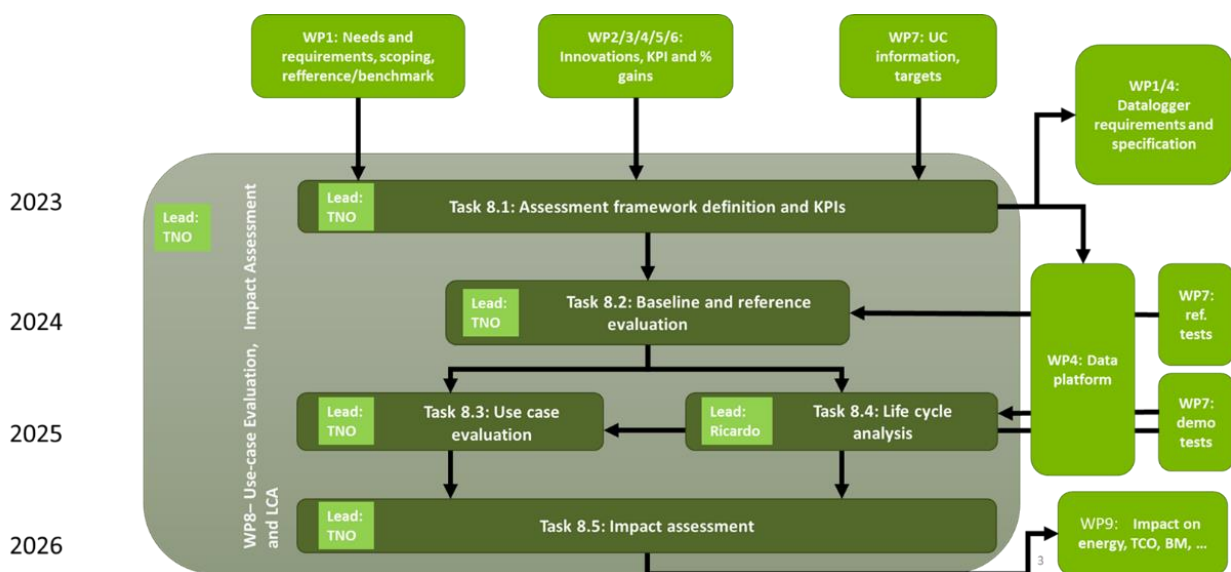 WP1: Needs and
requirements, scoping,
refference/benchmark
WP2/3/4/5/6:
Innovations, KPI and %
gains
WP7: UC
information,
targets
WP1/4:
Datalogger
requirements and
specification
2023
Lead:
TNO
WP8– Use-case Evaluation, Impact Assessment
and LCA
Lead:
TNO
Task 8.1: Assessment framework definition and KPIs
2024
Lead:
TNO
Task 8.2: Baseline and reference
evaluation
WP4: Data
platform
WP7:
ref.
tests
2025
Lead:
TNO
Task 8.3: Use case
evaluation
Lead:
Ricardo
Task 8.4: Life cycle
analysis
WP7:
demo
tests
2026
Lead:
TNO
Task 8.5: Impact assessment
WP9: Impact on
energy, TCO, BM, ...
3